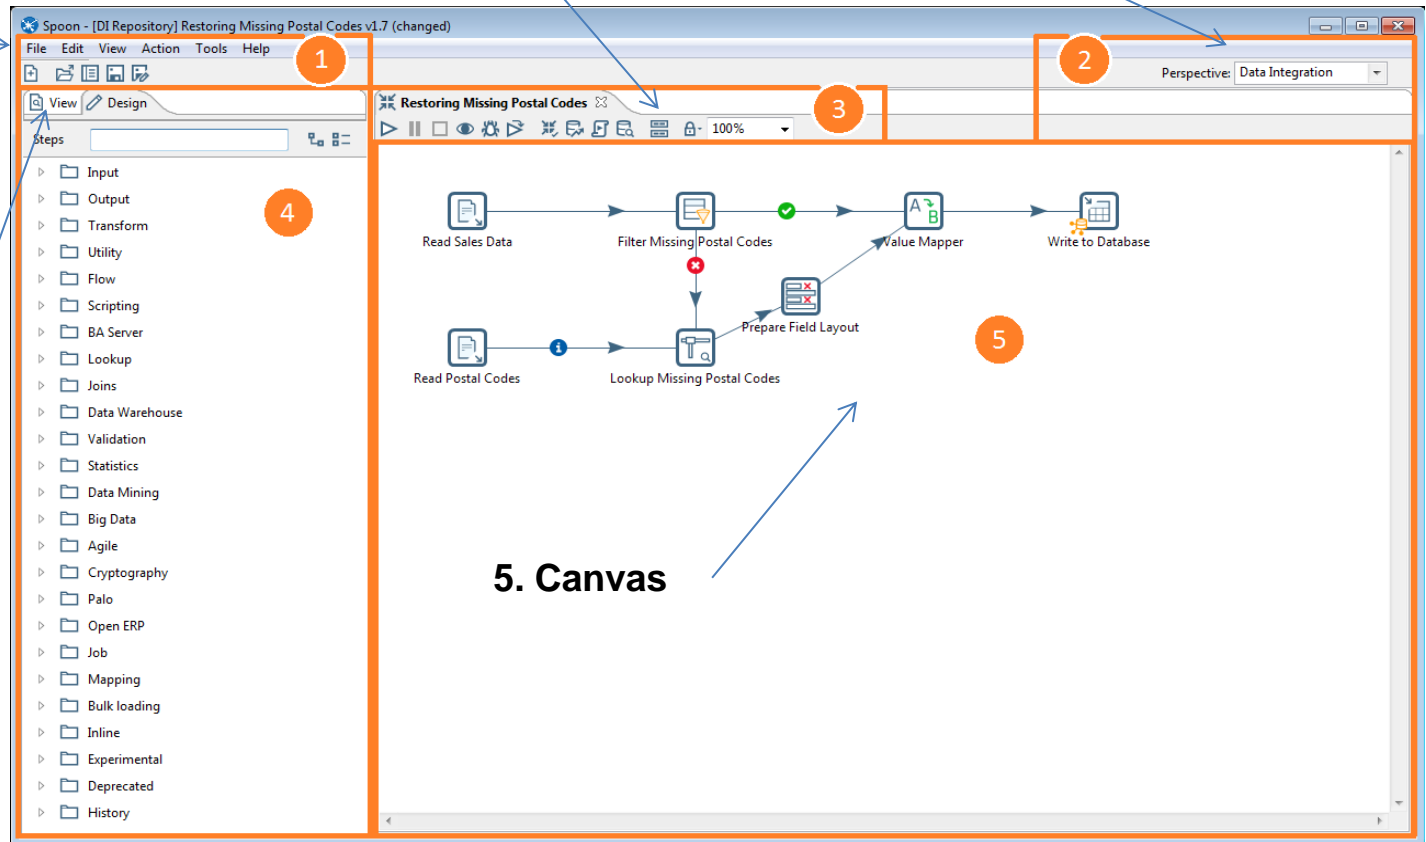 Spoon - [DI Repository] Restoring Missing Postal Codes v1.7 (changed)
File Edit View Action Tools Help
1
2
Perspective: Data Integration
View Design
Restoring Missing Postal Codes
3
Steps
100%
Input
Output
Transform
Utility
Flow
Scripting
BA Server
Lookup
Joins
Data Warehouse
Validation
Statistics
Data Mining
Big Data
Agile
Cryptography
Palo
Open ERP
Job
Mapping
Bulk loading
Inline
Experimental
Deprecated
History
4
A
B
Read Sales Data
Filter Missing Postal Codes
Value Mapper
Write to Database
Prepare Field Layout
Read Postal Codes
Lookup Missing Postal Codes
5
5. Canvas